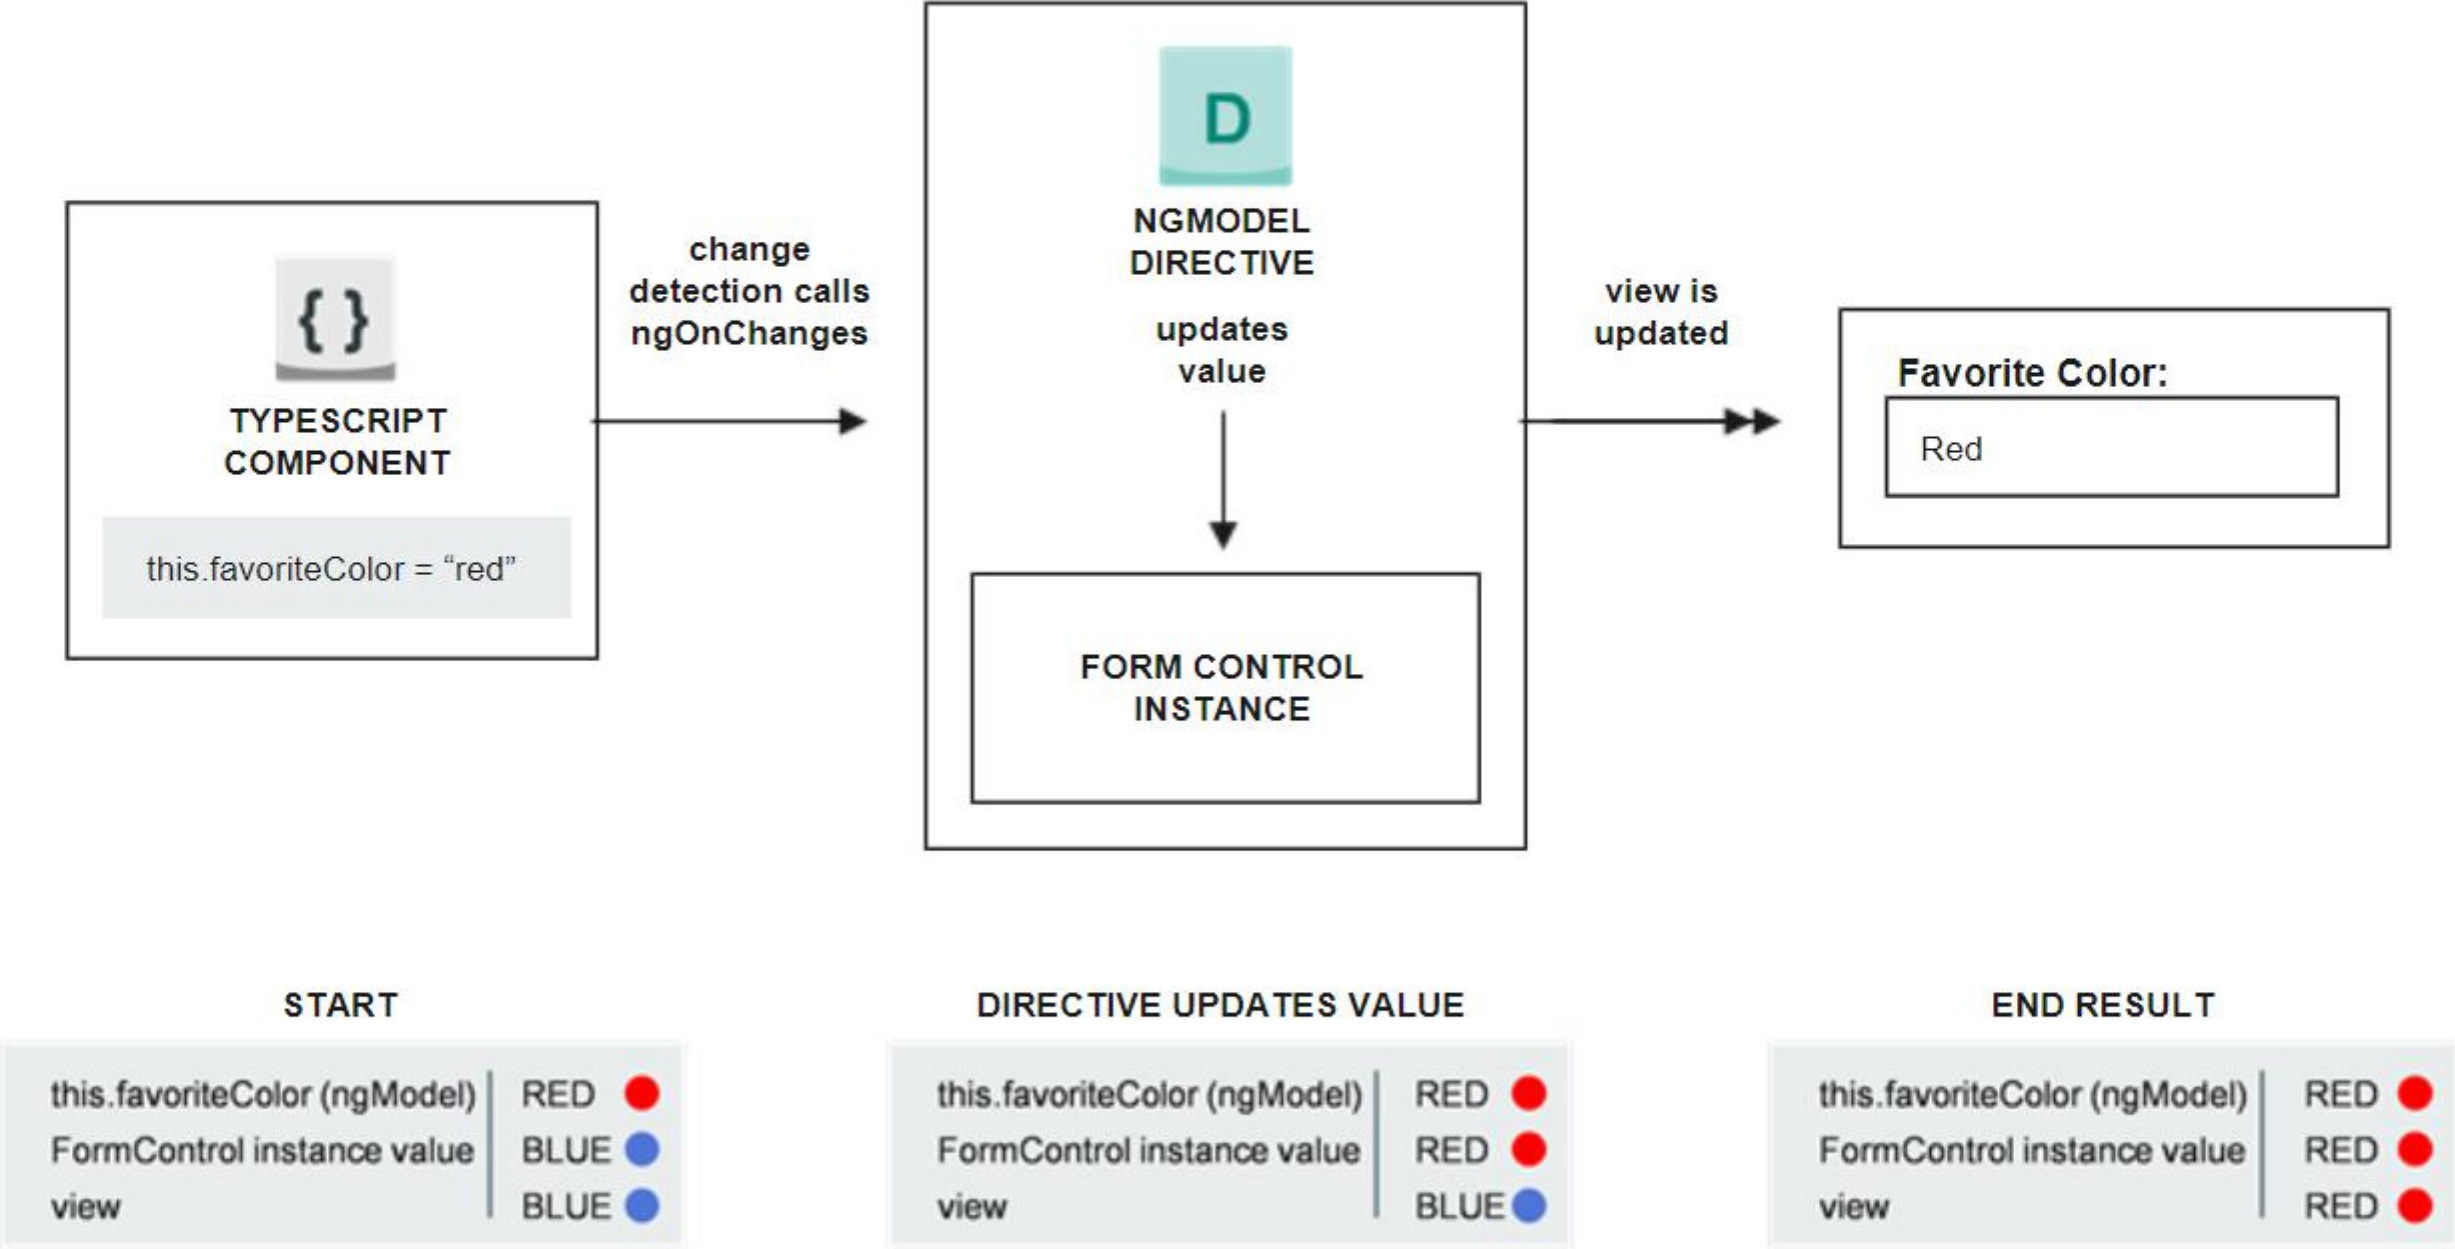 { }
TYPESCRIPT
COMPONENT
this.favoriteColor = “red”
change
detection calls
ngOnChanges
D
NGMODEL
DIRECTIVE
updates
value
FORM CONTROL
INSTANCE
view is
updated
Favorite Color:
Red
START
this.favoriteColor (ngModel) RED
FormControl instance value BLUE
view BLUE
DIRECTIVE UPDATES VALUE
this.favoriteColor (ngModel) RED
FormControl instance value RED
view BLUE
END RESULT
this.favoriteColor (ngModel) RED
FormControl instance value RED
view RED